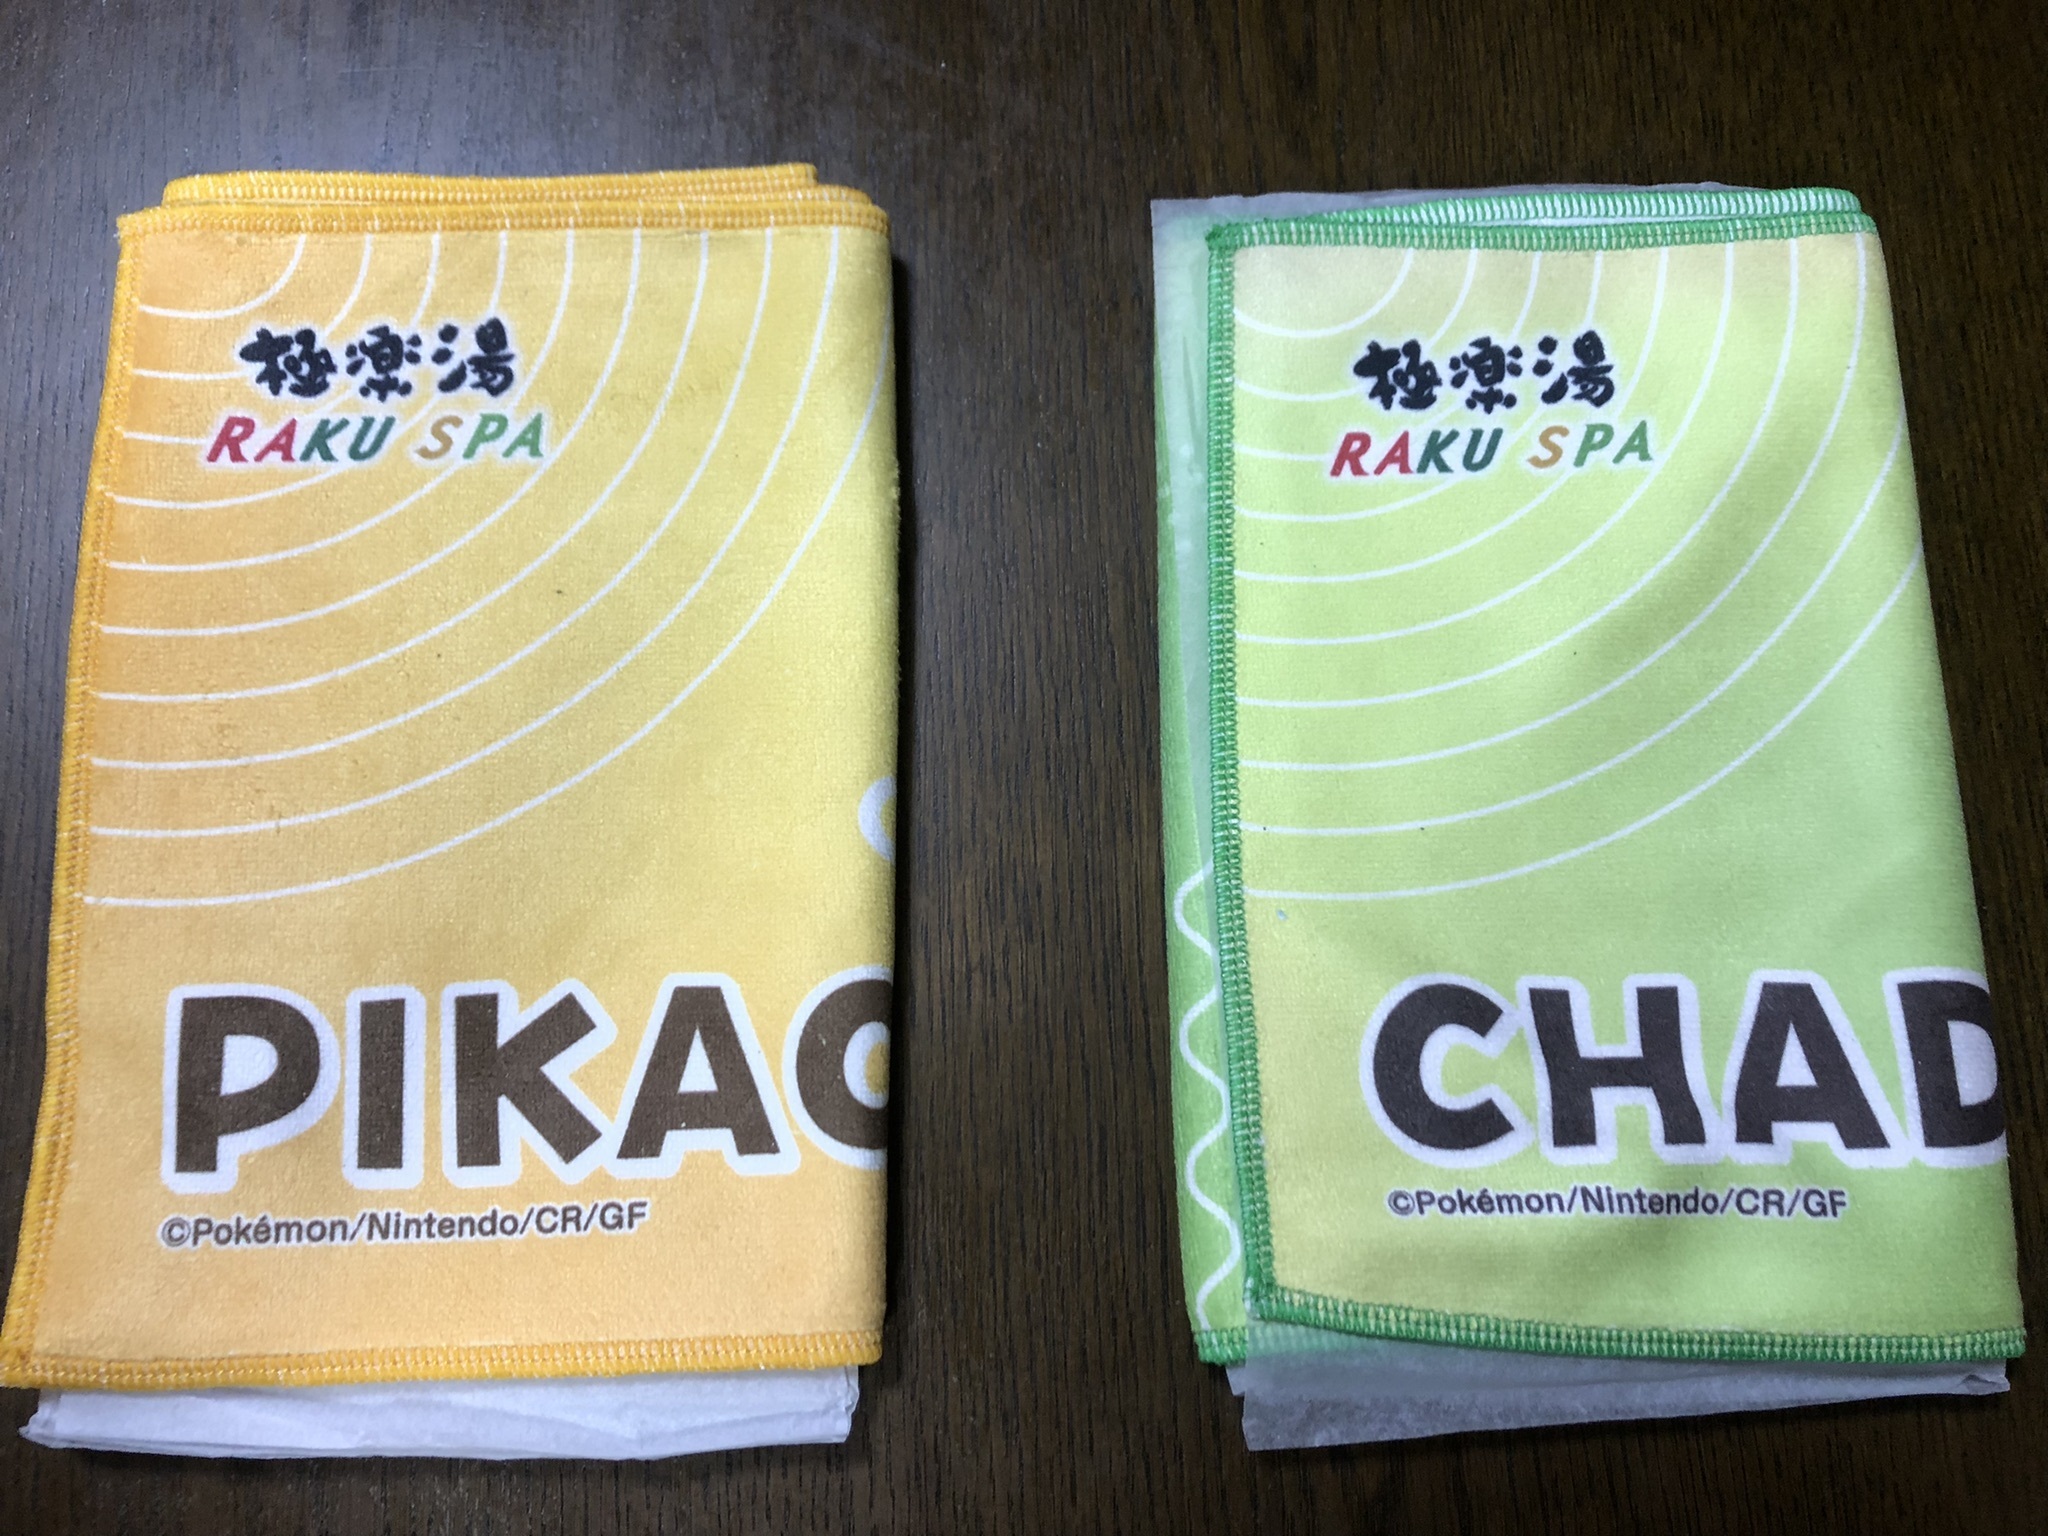 極楽湯
RAKU SPA
PIKAC
©Pokémon/Nintendo/CR/GF
極楽湯
RAKU SPA
CHAD
©Pokémon/Nintendo/CR/GF